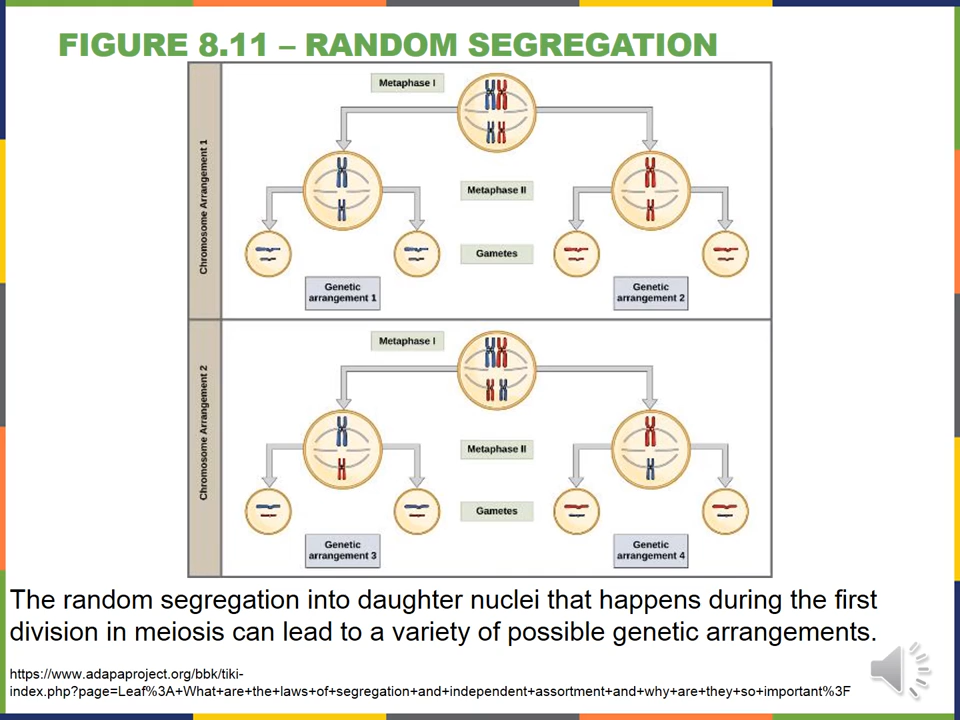 FIGURE 8.11 – RANDOM SEGREGATION
Chromosome Arrangement 1
Metaphase I
Metaphase II
Gametes
Genetic
arrangement 1
Genetic
arrangement 2
Chromosome Arrangement 2
Metaphase I
Metaphase II
Gametes
Genetic
arrangement 3
Genetic
arrangement 4
The random segregation into daughter nuclei that happens during the first
division in meiosis can lead to a variety of possible genetic arrangements.
https://www.adapaproject.org/bbk/tiki-
index.php?page=Leaf%3A+What+are+the+laws+of+segregation+and+independent+assortment+and+why+are+they+so+important%3F